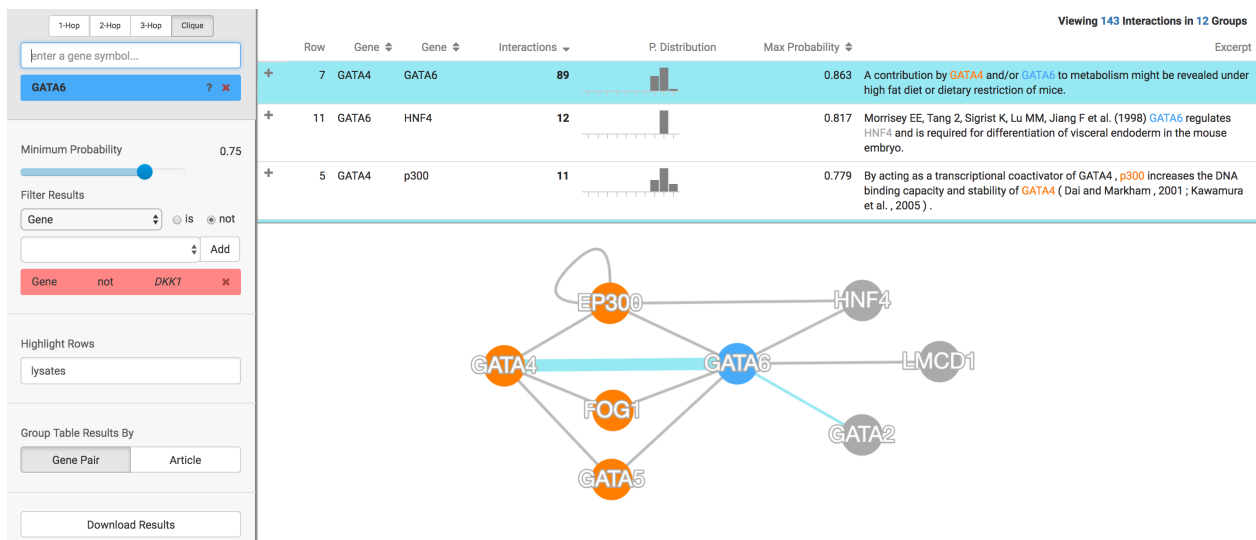 1-Hop 2-Hop 3-Hop Clique
enter a gene symbol...
GATA6 ? ×
Minimum Probability 0.75
Filter Results
Gene is not
Add
Gene not DKK1 ×
Highlight Rows
lysates
Group Table Results By
Gene Pair Article
Download Results
Viewing 143 Interactions in 12 Groups
Row Gene Gene Interactions P. Distribution Max Probability Excerpt
+ 7 GATA4 GATA6 89 0.863 A contribution by GATA4 and/or GATA6 to metabolism might be revealed under
high fat diet or dietary restriction of mice.
+ 11 GATA6 HNF4 12 0.817 Morrisey EE, Tang 2, Sigrist K, Lu MM, Jiang F et al. (1998) GATA6 regulates
HNF4 and is required for differentiation of visceral endoderm in the mouse
embryo.
+ 5 GATA4 p300 11 0.779 By acting as a transcriptional coactivator of GATA4 , p300 increases the DNA
binding capacity and stability of GATA4 ( Dai and Markham , 2001 ; Kawamura
et al. , 2005 ) .
EP300
HNF4
GATA4
GATA6
LMCD1
FOG1
GATA2
GATA5